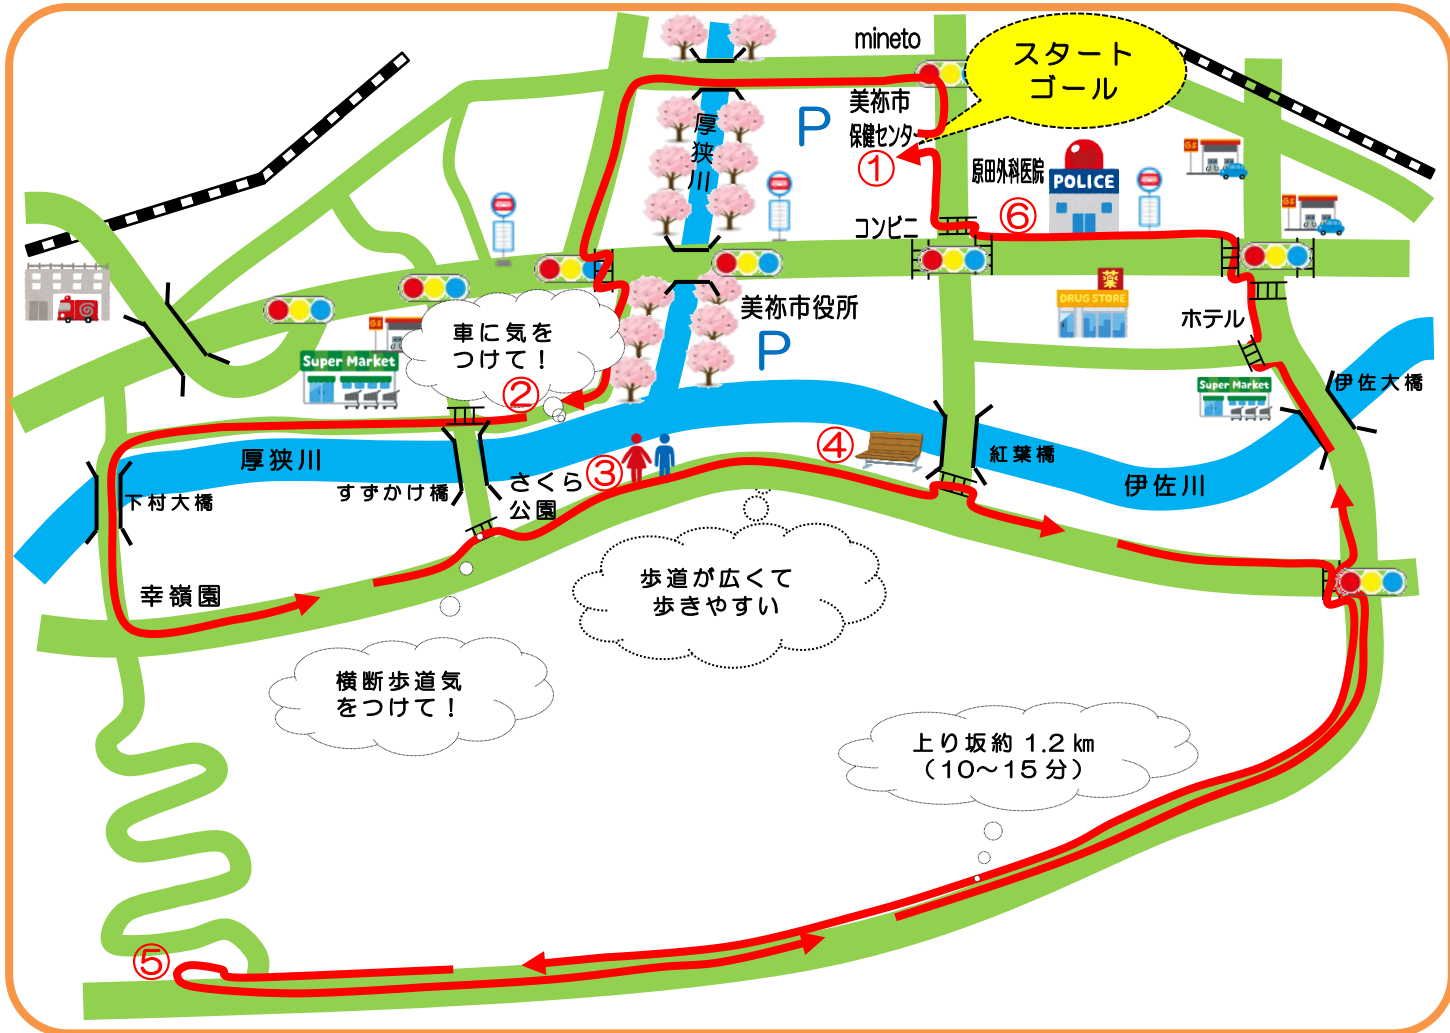 mineto
スタート
ゴール
美祢市
保健センター
①
P
厚狭川
原田外科医院
POLICE
GS
GS
⑥
コンビニ
薬
DRUG STORE
美祢市役所
P
ホテル
車に気を
つけて！
②
GS
Super Market
Super Market
伊佐大橋
厚狭川
すずかけ橋
下村大橋
さくら
公園
③
④
紅葉橋
伊佐川
幸嶺園
歩道が広くて
歩きやすい
横断歩道気
をつけて！
上り坂約 1.2 ㎞
（10～15 分）
⑤